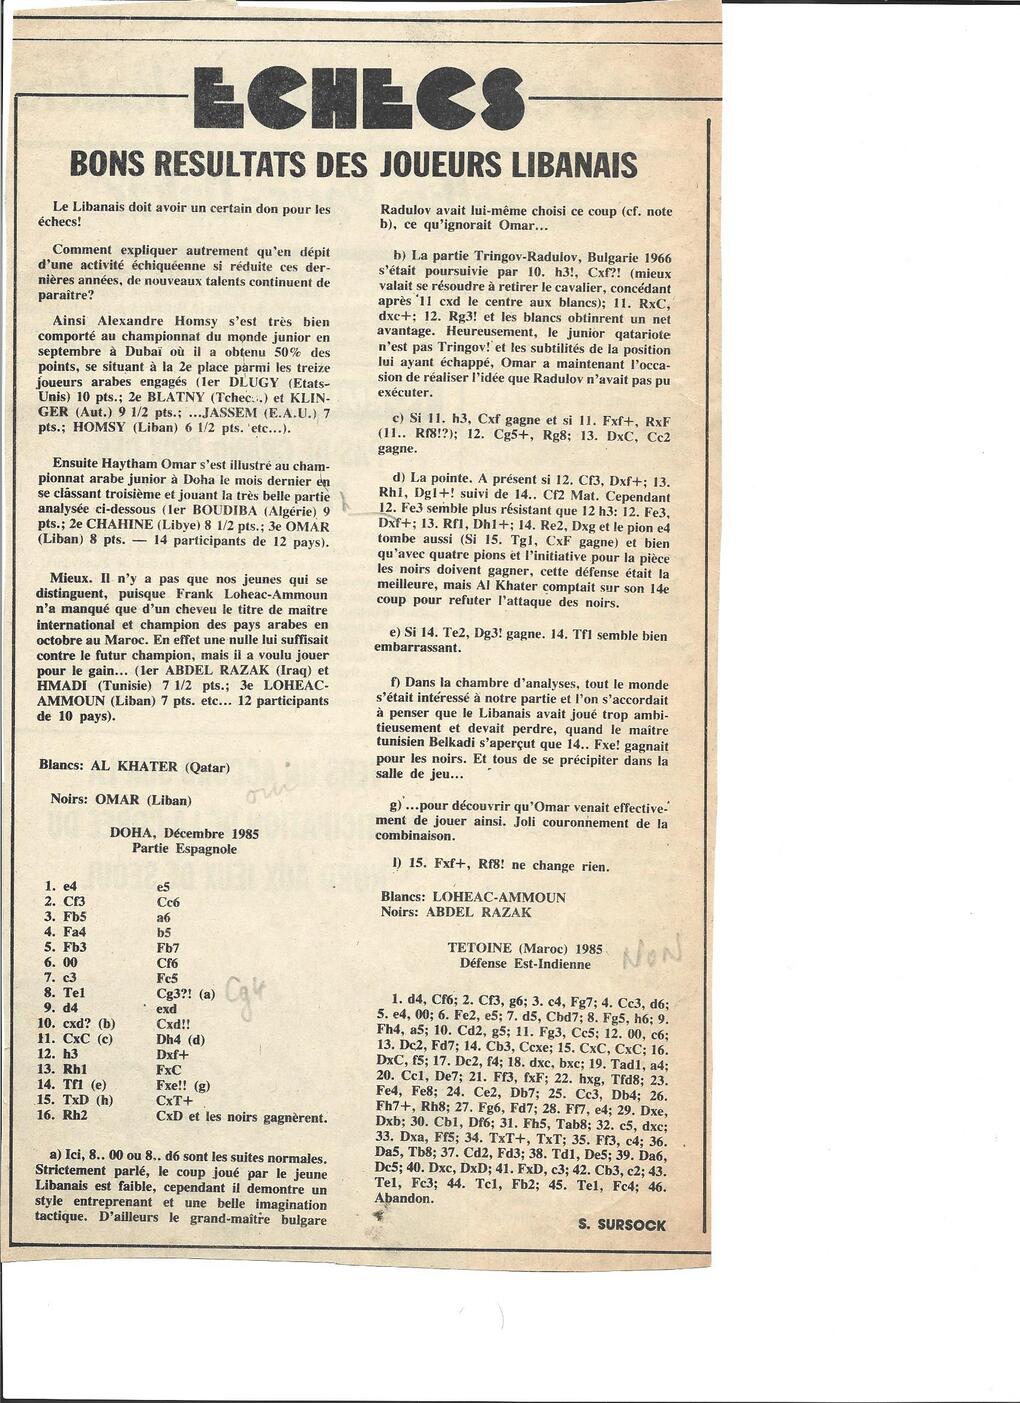 ECHECS
BONS RESULTATS DES JOUEURS LIBANAIS
Le Libanais doit avoir un certain don pour les
échecs!
Comment expliquer autrement qu'en dépit
d'une activité échiquéenne si réduite ces der-
nières années, de nouveaux talents continuent de
paraître?
Ainsi Alexandre Homsy s'est très bien
comporté au championnat du monde junior en
septembre à Dubaï où il a obtenu 50% des
points, se situant à la 2e place parmi les treize
joueurs arabes engagés (1er DLUGY (Etats-
Unis) 10 pts.; 2e BLATNY (Tchec...) et KLIN-
GER (Aut.) 9 1/2 pts.; ...JASSEM (E.A.U.) 7
pts.; HOMSY (Liban) 6 1/2 pts. etc...).
Ensuite Haytham Omar s'est illustré au cham-
pionnat arabe junior à Doha le mois dernier en
se classant troisième et jouant la très belle partie
analysée ci-dessous (1er BOUDIBA (Algérie) 9
pts.; 2e CHAHINE (Libye) 8 1/2 pts.; 3e OMAR
(Liban) 8 pts. — 14 participants de 12 pays).
Mieux. Il n'y a pas que nos jeunes qui se
distinguent, puisque Frank Loheac-Ammoun
n'a manqué que d'un cheveu le titre de maître
international et champion des pays arabes en
octobre au Maroc. En effet une nulle lui suffisait
contre le futur champion, mais il a voulu jouer
pour le gain... (1er ABDEL RAZAK (Iraq) et
HMADI (Tunisie) 7 1/2 pts.; 3e LOHEAC-
AMMOUN (Liban) 7 pts. etc... 12 participants
de 10 pays).
Blancs: AL KHATER (Qatar)
Noirs: OMAR (Liban)
oui
DOHA, Décembre 1985
Partie Espagnole
1. e4 e5
2. Cf3 Cc6
3. Fb5 a6
4. Fa4 b5
5. Fb3 Fb7
6. 00 Cf6
7. c3 Fc5
8. Te1 Cg3?! (a) Cg4
9. d4 exd
10. cxd? (b) Cxd!!
11. CxC (c) Dh4 (d)
12. h3 Dxf+
13. Rh1 FxC
14. Tf1 (e) Fxe!! (g)
15. TxD (h) CxT+
16. Rh2 CxD et les noirs gagnèrent.
a) Ici, 8.. 00 ou 8.. d6 sont les suites normales.
Strictement parlé, le coup joué par le jeune
Libanais est faible, cependant il demontre un
style entreprenant et une belle imagination
tactique. D'ailleurs le grand-maître bulgare
Radulov avait lui-même choisi ce coup (cf. note
b), ce qu'ignorait Omar...
b) La partie Tringov-Radulov, Bulgarie 1966
s'était poursuivie par 10. h3!, Cxf?! (mieux
valait se résoudre à retirer le cavalier, concédant
après 11 cxd le centre aux blancs); 11. RxC,
dxc+; 12. Rg3! et les blancs obtinrent un net
avantage. Heureusement, le junior qatariote
n'est pas Tringov! et les subtilités de la position
lui ayant échappé, Omar a maintenant l'occa-
sion de réaliser l'idée que Radulov n'avait pas pu
exécuter.
c) Si 11. h3, Cxf gagne et si 11. Fxf+, RxF
(11.. Rf8!?); 12. Cg5+, Rg8; 13. DxC, Cc2
gagne.
d) La pointe. A présent si 12. Cf3, Dxf+; 13.
Rh1, Dg1+! suivi de 14.. Cf2 Mat. Cependant
h
12. Fe3 semble plus résistant que 12 h3: 12. Fe3,
Dxf+; 13. Rf1, Dh1+; 14. Re2, Dxg et le pion e4
tombe aussi (Si 15. Tg1, CxF gagne) et bien
qu'avec quatre pions et l'initiative pour la pièce
les noirs doivent gagner, cette défense était la
meilleure, mais Al Khater comptait sur son 14e
coup pour refuter l'attaque des noirs.
e) Si 14. Te2, Dg3! gagne. 14. Tf1 semble bien
embarrassant.
f) Dans la chambre d'analyses, tout le monde
s'était intéressé à notre partie et l'on s'accordait
à penser que le Libanais avait joué trop ambi-
tieusement et devait perdre, quand le maitre
tunisien Belkadi s'aperçut que 14.. Fxe! gagnait
pour les noirs. Et tous de se précipiter dans la
salle de jeu...
g) ...pour découvrir qu'Omar venait effective-
ment de jouer ainsi. Joli couronnement de la
combinaison.
l) 15. Fxf+, Rf8! ne change rien.
Blancs: LOHEAC-AMMOUN
Noirs: ABDEL RAZAK
TETOINE (Maroc) 1985
Défense Est-Indienne
NON
1. d4, Cf6; 2. Cf3, g6; 3. c4, Fg7; 4. Cc3, d6;
5. e4, 00; 6. Fe2, e5; 7. d5, Cbd7; 8. Fg5, h6; 9.
Fh4, a5; 10. Cd2, g5; 11. Fg3, Cc5; 12. 00, c6;
13. Dc2, Fd7; 14. Cb3, Ccxe; 15. CxC, CxC; 16.
DxC, f5; 17. Dc2, f4; 18. dxc, bxc; 19. Tad1, a4;
20. Cc1, De7; 21. Ff3, fxF; 22. hxg, Tfd8; 23.
Fe4, Fe8; 24. Ce2, Db7; 25. Cc3, Db4; 26.
Fh7+, Rh8; 27. Fg6, Fd7; 28. Ff7, e4; 29. Dxe,
Dxb; 30. Cb1, Df6; 31. Fh5, Tab8; 32. c5, dxc;
33. Dxa, Ff5; 34. TxT+, TxT; 35. Ff3, c4; 36.
Da5, Tb8; 37. Cd2, Fd3; 38. Td1, De5; 39. Da6,
Dc5; 40. Dxc, DxD; 41. FxD, c3; 42. Cb3, c2; 43.
Te1, Fc3; 44. Tc1, Fb2; 45. Te1, Fc4; 46.
Abandon.
S. SURSOCK